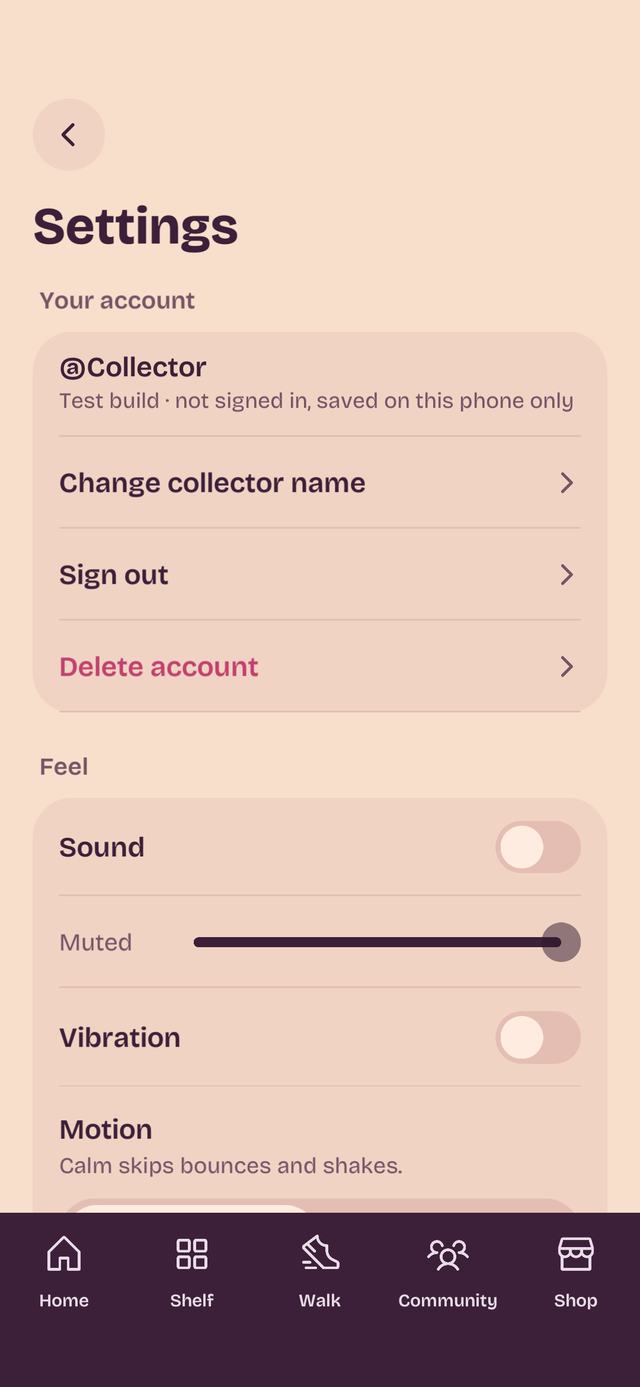 Settings
Your account
@Collector
Test build · not signed in, saved on this phone only
Change collector name
Sign out
Delete account
Feel
Sound
Muted
Vibration
Motion
Calm skips bounces and shakes.
Home
Shelf
Walk
Community
Shop